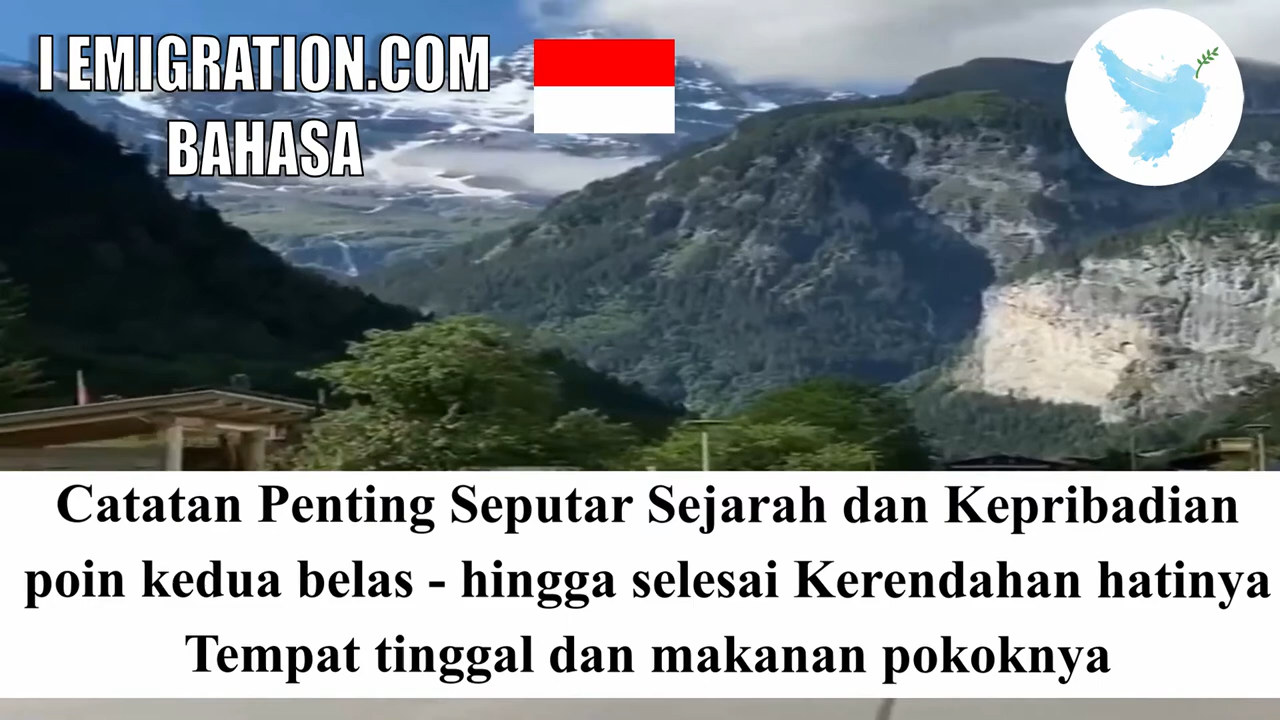 I EMIGRATION.COM
BAHASA
Catatan Penting Seputar Sejarah dan Kepribadian
poin kedua belas - hingga selesai Kerendahan hatinya
Tempat tinggal dan makanan pokoknya